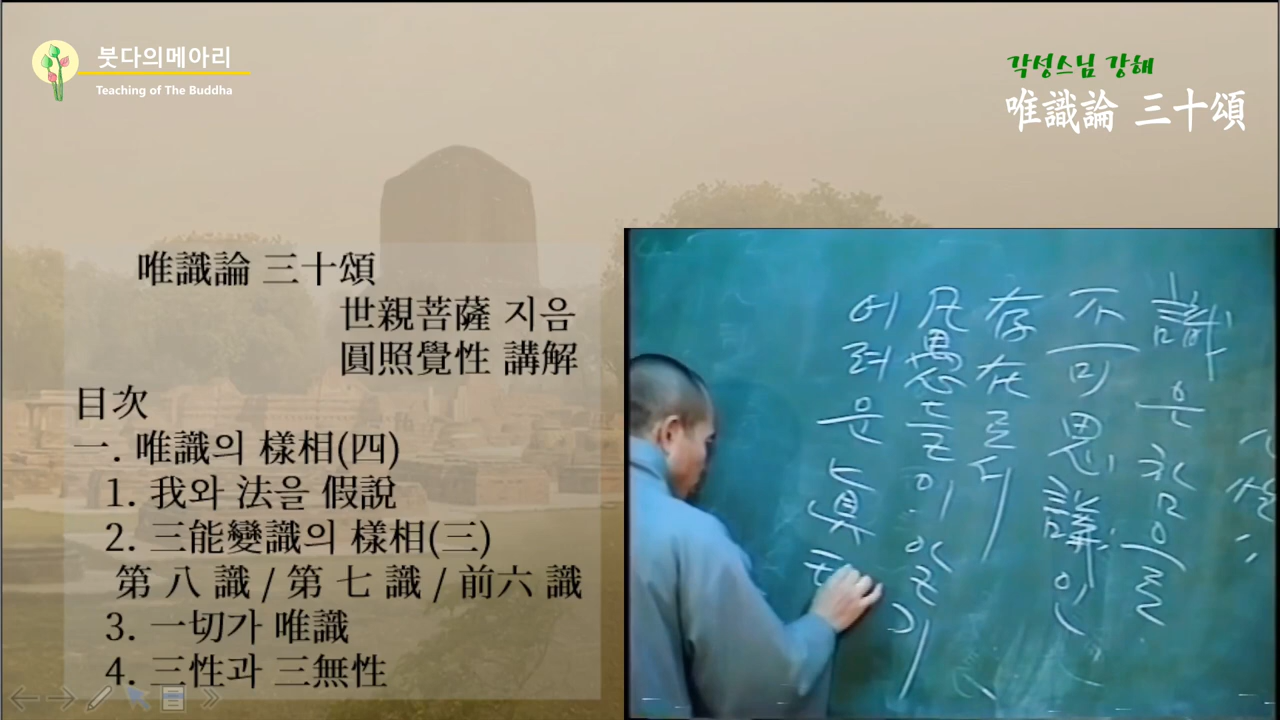 붓다의메아리
Teaching of The Buddha
각성스님 강해
唯識論 三十頌
唯識論 三十頌
世親菩薩 지음
圓照覺性 講解
目次
一. 唯識의 樣相(四)
1. 我와 法을 假說
2. 三能變識의 樣相(三)
第 八 識 / 第 七 識 / 前六 識
3. 一切가 唯識
4. 三性과 三無性
識은
不可思議인
存在로되
凡愚들이 알기
어려운